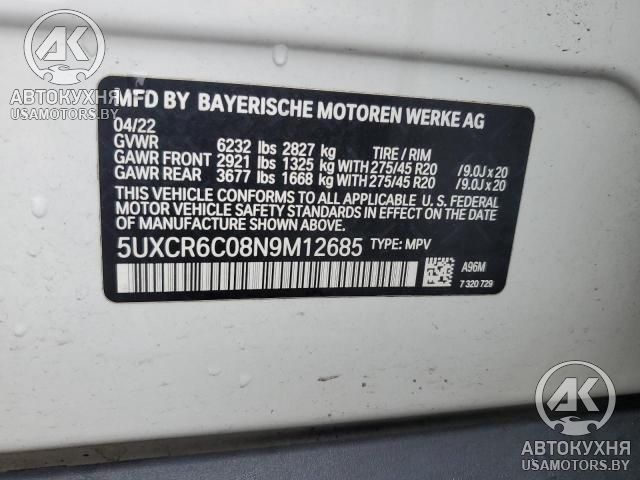 AK
АВТОКУХНЯ
USAMOTORS.BY
MFD BY BAYERISCHE MOTOREN WERKE AG
04/22
GVWR 6232 lbs 2827 kg TIRE / RIM
GAWR FRONT 2921 lbs 1325 kg WITH 275/45 R20 / 9.0J x 20
GAWR REAR 3677 lbs 1668 kg WITH 275/45 R20 / 9.0J x 20
THIS VEHICLE CONFORMS TO ALL APPLICABLE U. S. FEDERAL
MOTOR VEHICLE SAFETY STANDARDS IN EFFECT ON THE DATE OF
MANUFACTURE SHOWN ABOVE.
5UXCR6C08N9M12685 TYPE: MPV
A96M
7 320 729
AK
АВТОКУХНЯ
USAMOTORS.BY